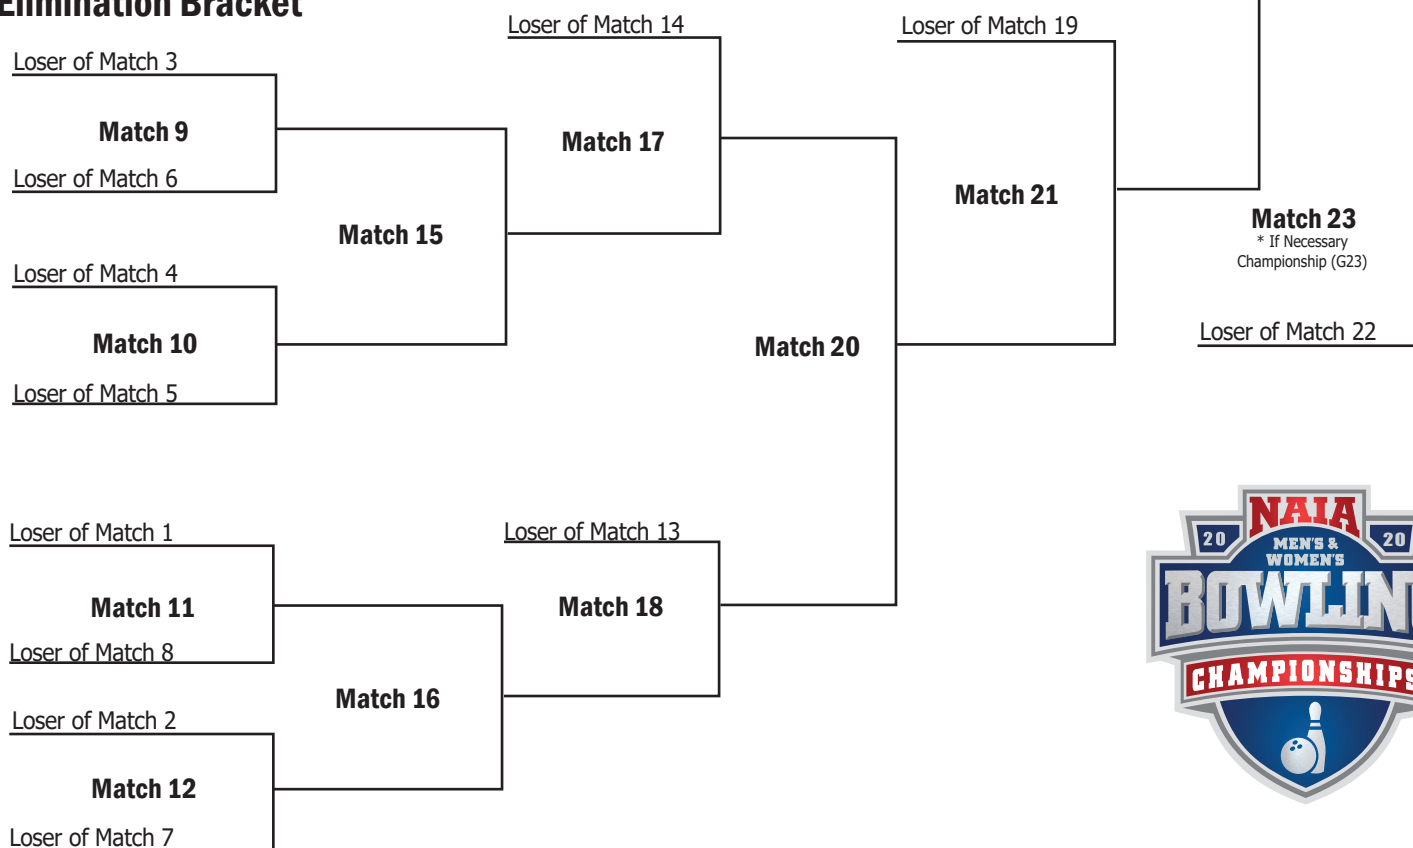 Elimination Bracket
Loser of Match 14
Loser of Match 19
Loser of Match 3
Match 9
Match 17
Loser of Match 6
Match 21
Match 15
Match 23
* If Necessary
Championship (G23)
Loser of Match 4
Match 10
Match 20
Loser of Match 22
Loser of Match 5
Loser of Match 1
Loser of Match 13
Match 11
Match 18
Loser of Match 8
Match 16
Loser of Match 2
Match 12
Loser of Match 7
NAIA
20 20
MEN'S &
WOMEN'S
BOWLING
CHAMPIONSHIPS